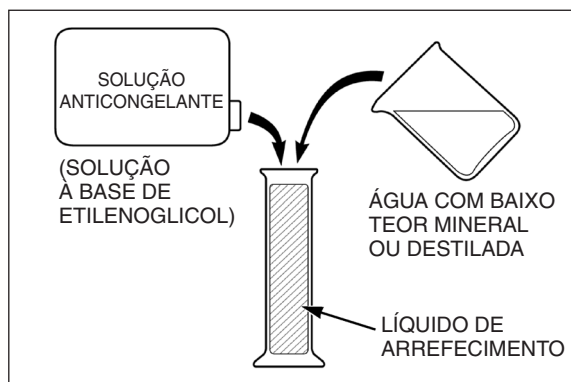 SOLUÇÃO
ANTICONGELANTE
(SOLUÇÃO
À BASE DE
ETILENOGLICOL)
ÁGUA COM BAIXO
TEOR MINERAL
OU DESTILADA
LÍQUIDO DE
ARREFECIMENTO